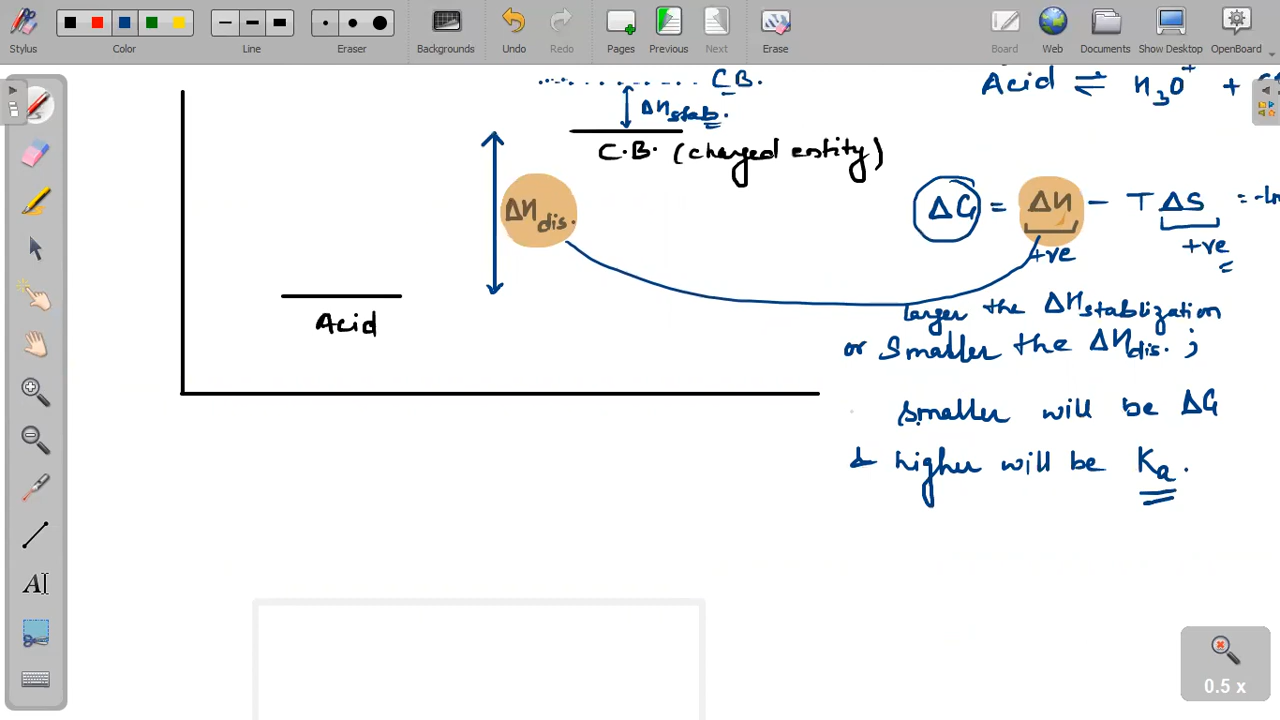 Stylus
Color
Line
Eraser
Backgrounds
Undo
Redo
Pages
Previous
Next
Erase
Board
Web
Documents
Show Desktop
OpenBoard
C.B.
ΔHstab.
C.B. (charged entity)
ΔHdis.
Acid
Acid ⇌ H3O+ +
ΔG = ΔH - TΔS
+ve
+ve
larger the ΔHstablization
or smaller the ΔHdis. ;
smaller will be ΔG
& higher will be Ka.
0.5 x